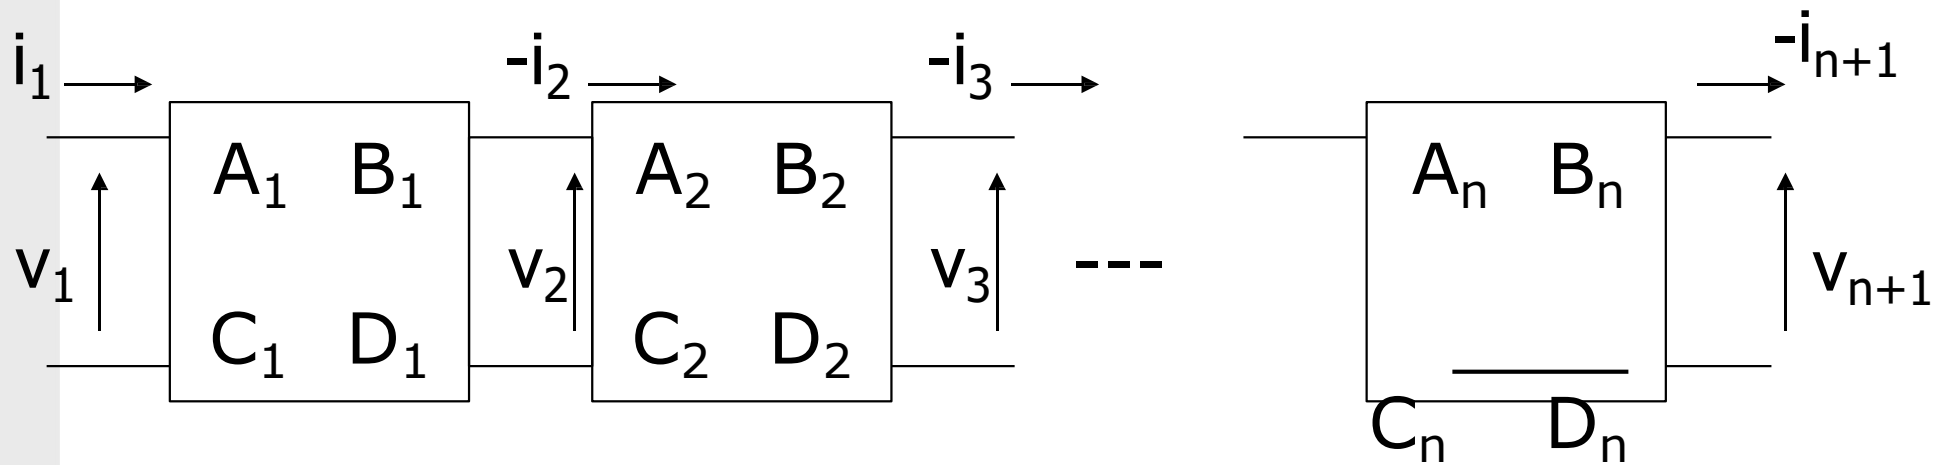 i₁ -i₂ -i₃ -iₙ₊₁
A₁ B₁ A₂ B₂ Aₙ Bₙ
v₁ v₂ v₃ --- vₙ₊₁
C₁ D₁ C₂ D₂
Cₙ Dₙ